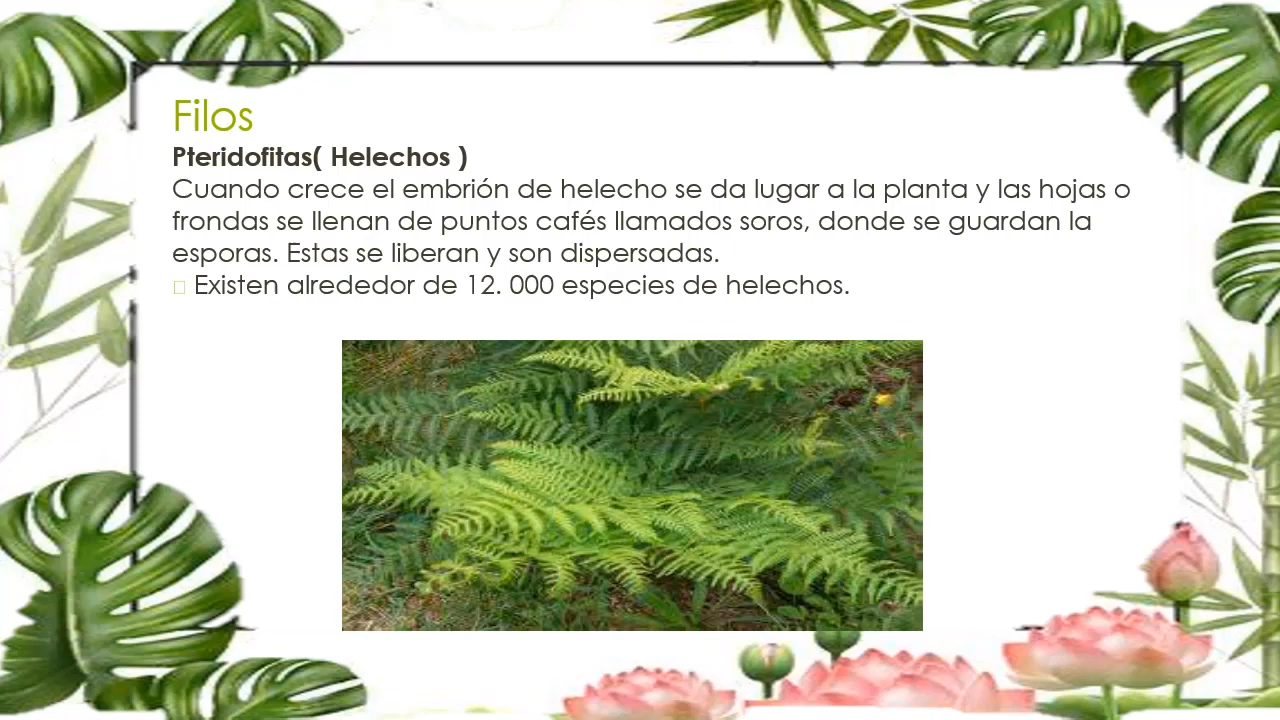 Filos
Pteridofitas( Helechos )
Cuando crece el embrión de helecho se da lugar a la planta y las hojas o
frondas se llenan de puntos cafés llamados soros, donde se guardan la
esporas. Estas se liberan y son dispersadas.
Existen alrededor de 12. 000 especies de helechos.